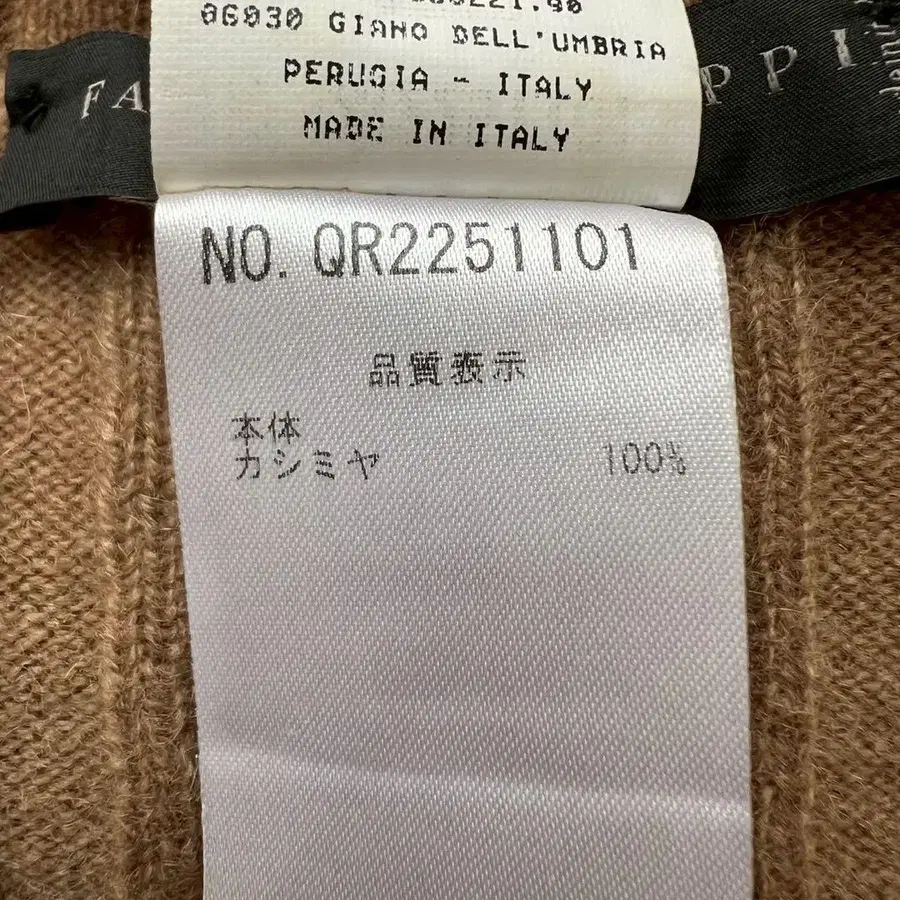 06030 GIANO DELL'UMBRIA
PERUGIA - ITALY
MADE IN ITALY
NO. QR2251101
品質表示
本体
カシミヤ 100%